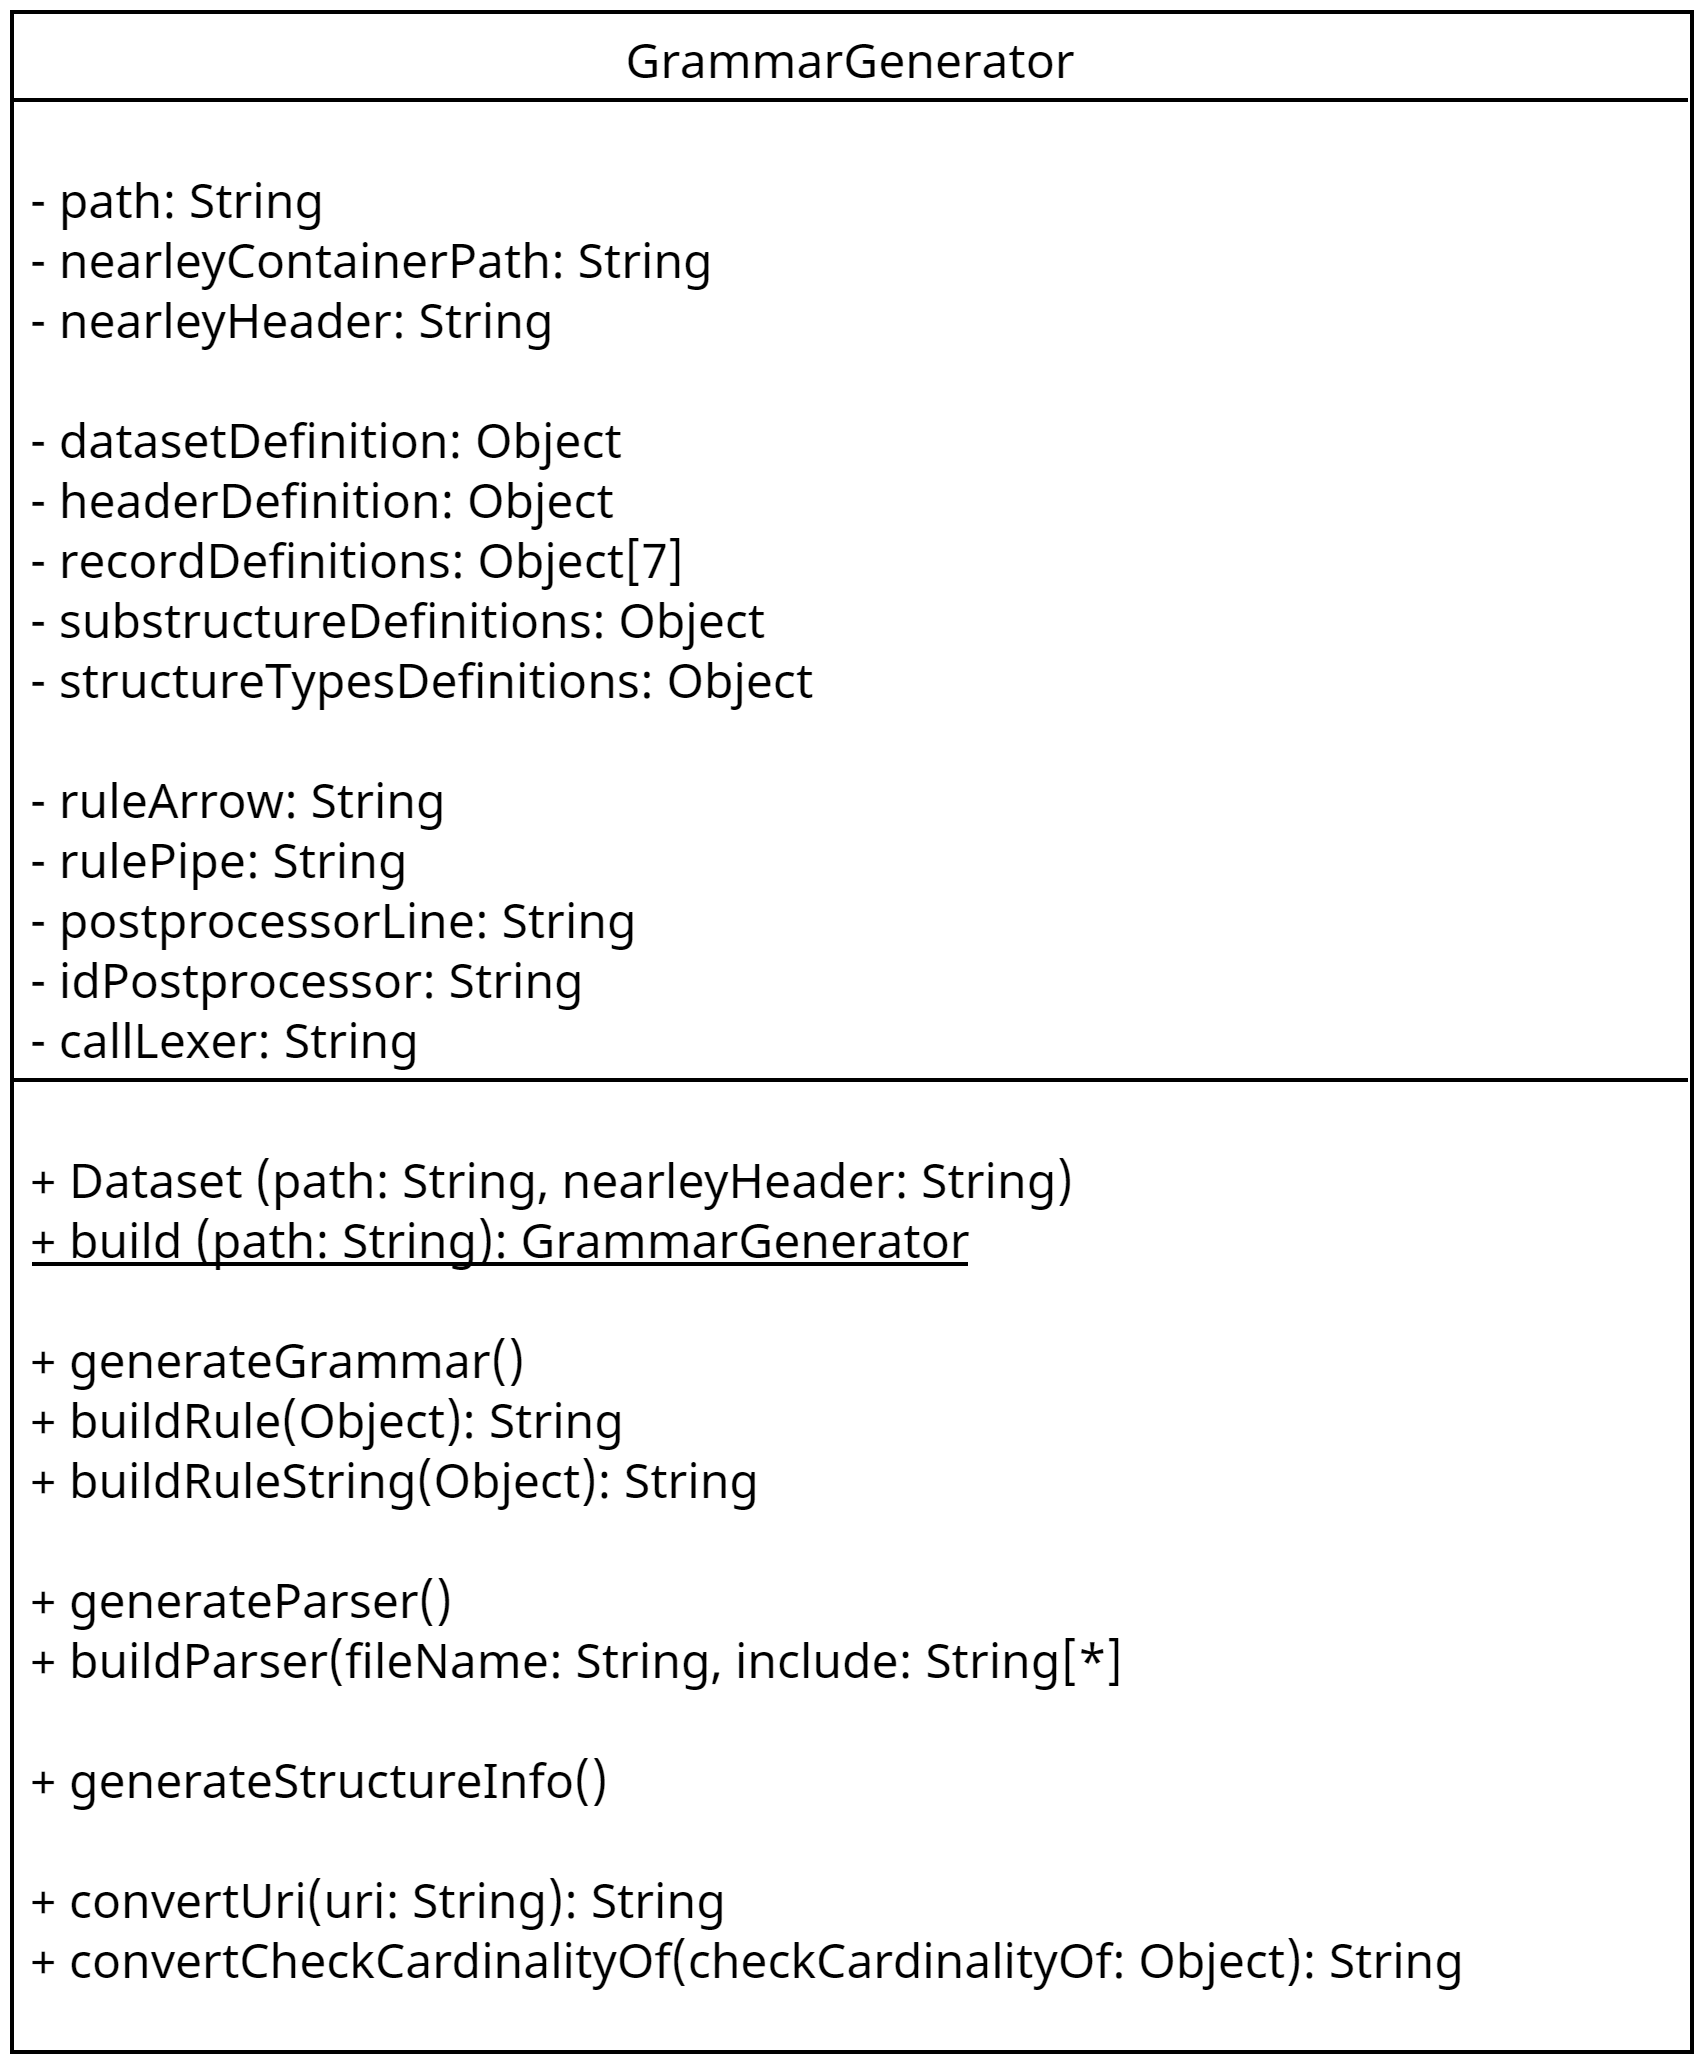 GrammarGenerator
- path: String
- nearleyContainerPath: String
- nearleyHeader: String
- datasetDefinition: Object
- headerDefinition: Object
- recordDefinitions: Object[7]
- substructureDefinitions: Object
- structureTypesDefinitions: Object
- ruleArrow: String
- rulePipe: String
- postprocessorLine: String
- idPostprocessor: String
- callLexer: String
+ Dataset (path: String, nearleyHeader: String)
+ build (path: String): GrammarGenerator
+ generateGrammar()
+ buildRule(Object): String
+ buildRuleString(Object): String
+ generateParser()
+ buildParser(fileName: String, include: String[*]
+ generateStructureInfo()
+ convertUri(uri: String): String
+ convertCheckCardinalityOf(checkCardinalityOf: Object): String